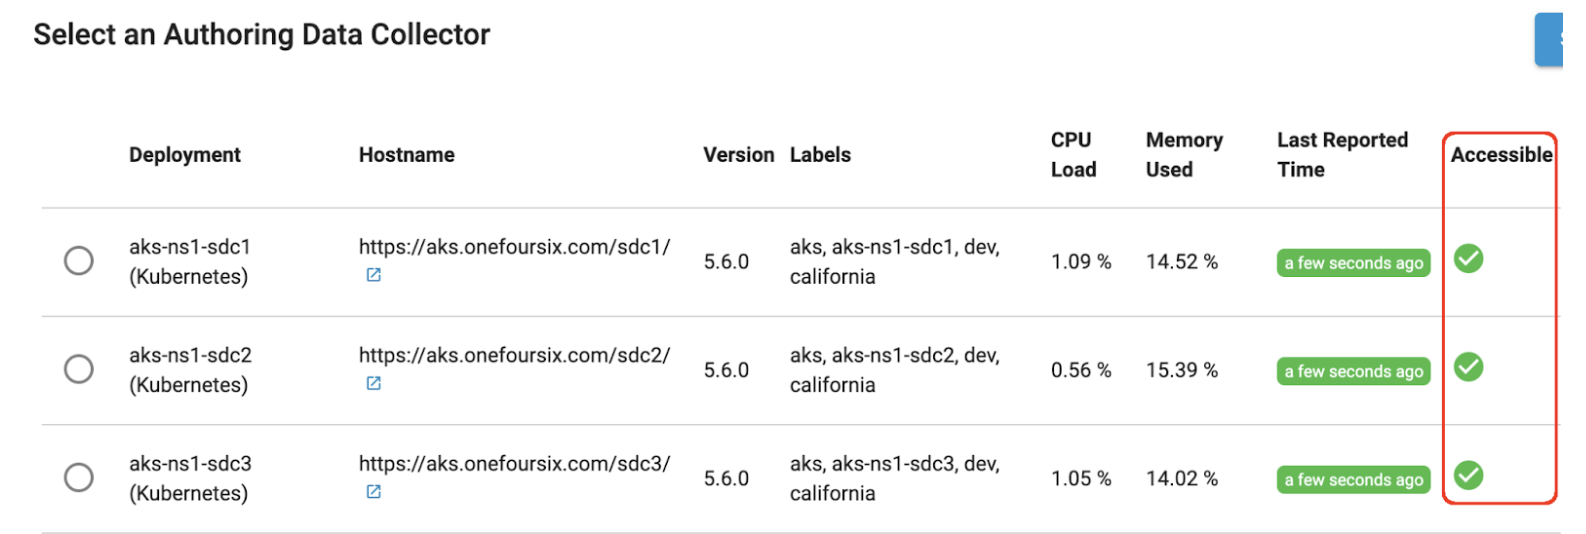 Select an Authoring Data Collector
Deployment Hostname Version Labels CPU Load Memory Used Last Reported Time Accessible
aks-ns1-sdc1 (Kubernetes) https://aks.onefoursix.com/sdc1/ 5.6.0 aks, aks-ns1-sdc1, dev, california 1.09 % 14.52 % a few seconds ago
aks-ns1-sdc2 (Kubernetes) https://aks.onefoursix.com/sdc2/ 5.6.0 aks, aks-ns1-sdc2, dev, california 0.56 % 15.39 % a few seconds ago
aks-ns1-sdc3 (Kubernetes) https://aks.onefoursix.com/sdc3/ 5.6.0 aks, aks-ns1-sdc3, dev, california 1.05 % 14.02 % a few seconds ago